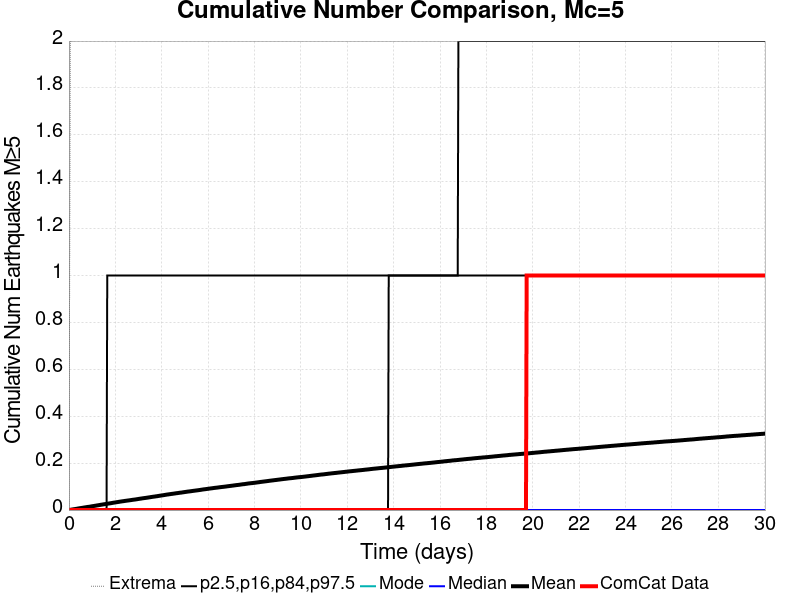 Cumulative Number Comparison, Mc=5
Cumulative Num Earthquakes M≥5
2
1.8
1.6
1.4
1.2
1
0.8
0.6
0.4
0.2
0
0 2 4 6 8 10 12 14 16 18 20 22 24 26 28 30
Time (days)
Extrema p2.5,p16,p84,p97.5 Mode Median Mean ComCat Data